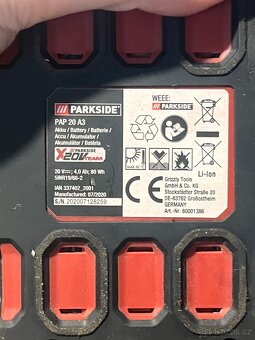 /// PARKSIDE®
PAP 20 A3
Akku / Battery / Batterie /
Accu / Akumulator /
Akumulátor / Batéria
/// PARKSIDE
X20V TEAM
20 V ⎓; 4,0 Ah; 80 Wh
5INR19/66-2
IAN 337402_2001
Manufactured: 07/2020
S/N: 202007128259
WEEE:
/// PARKSIDE®
Li-Ion
Grizzly Tools
GmbH & Co. KG
Stockstädter Straße 20
DE-63762 Großostheim
GERMANY
Art.-Nr. 80001386